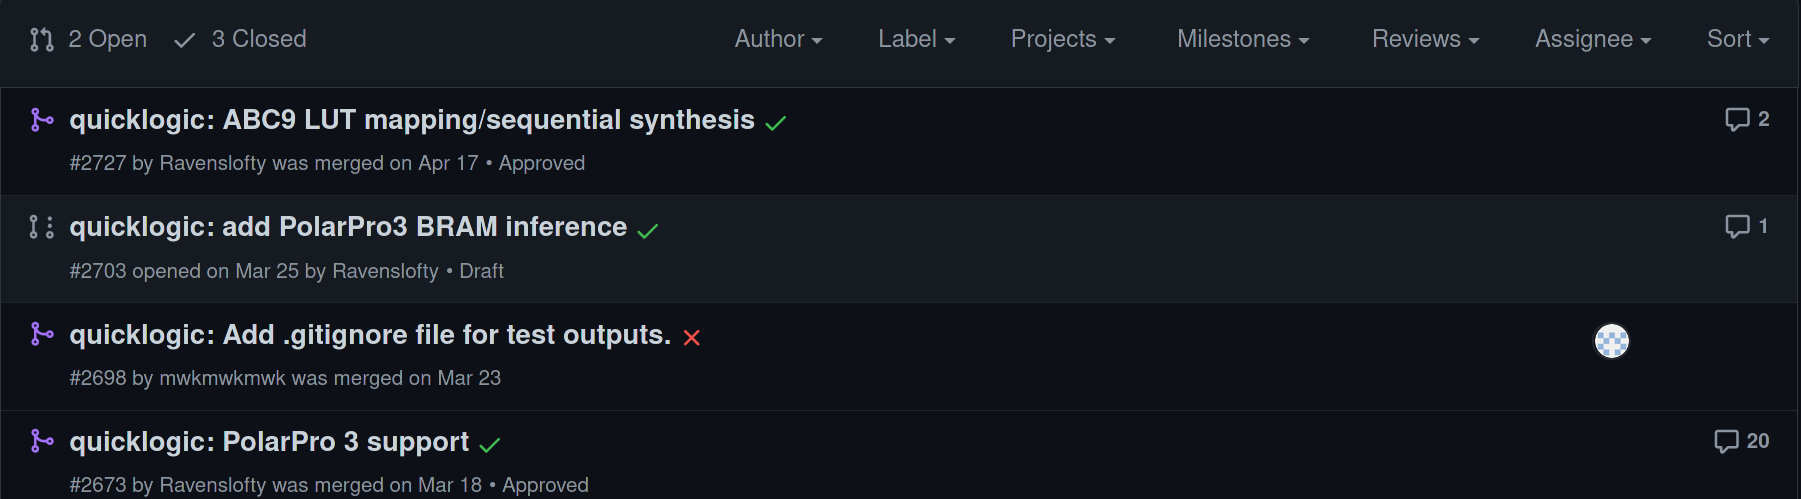 2 Open 3 Closed Author Label Projects Milestones Reviews Assignee Sort
quicklogic: ABC9 LUT mapping/sequential synthesis 2
#2727 by Ravenslofty was merged on Apr 17 • Approved
quicklogic: add PolarPro3 BRAM inference 1
#2703 opened on Mar 25 by Ravenslofty • Draft
quicklogic: Add .gitignore file for test outputs.
#2698 by mwkmwkmwk was merged on Mar 23
quicklogic: PolarPro 3 support 20
#2673 by Ravenslofty was merged on Mar 18 • Approved